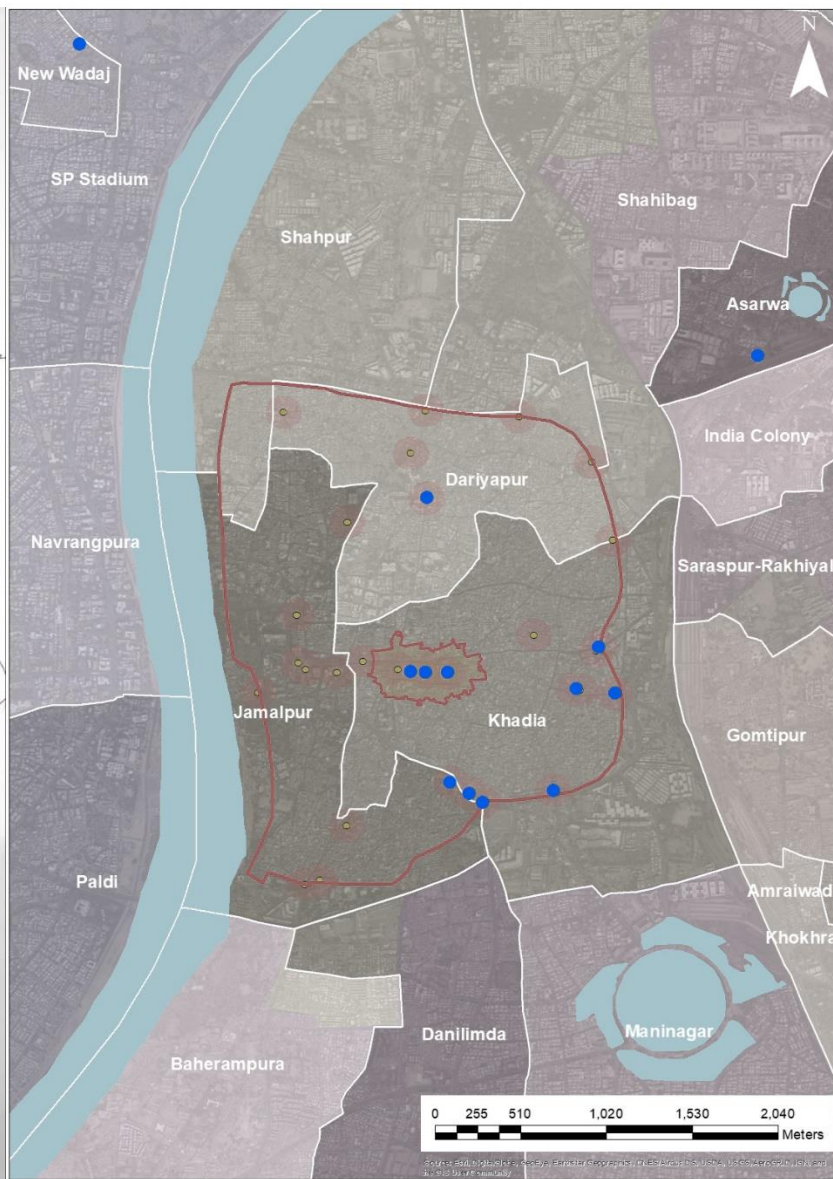 N
New Wadaj
SP Stadium
Shahpur
Shahibag
Asarwa
India Colony
Dariyapur
Navrangpura
Saraspur-Rakhiyal
Jamalpur
Khadia
Gomtipur
Paldi
Amraiwad
Khokhra
Danilimda
Maninagar
Baherampura
0 255 510 1,020 1,530 2,040
Meters